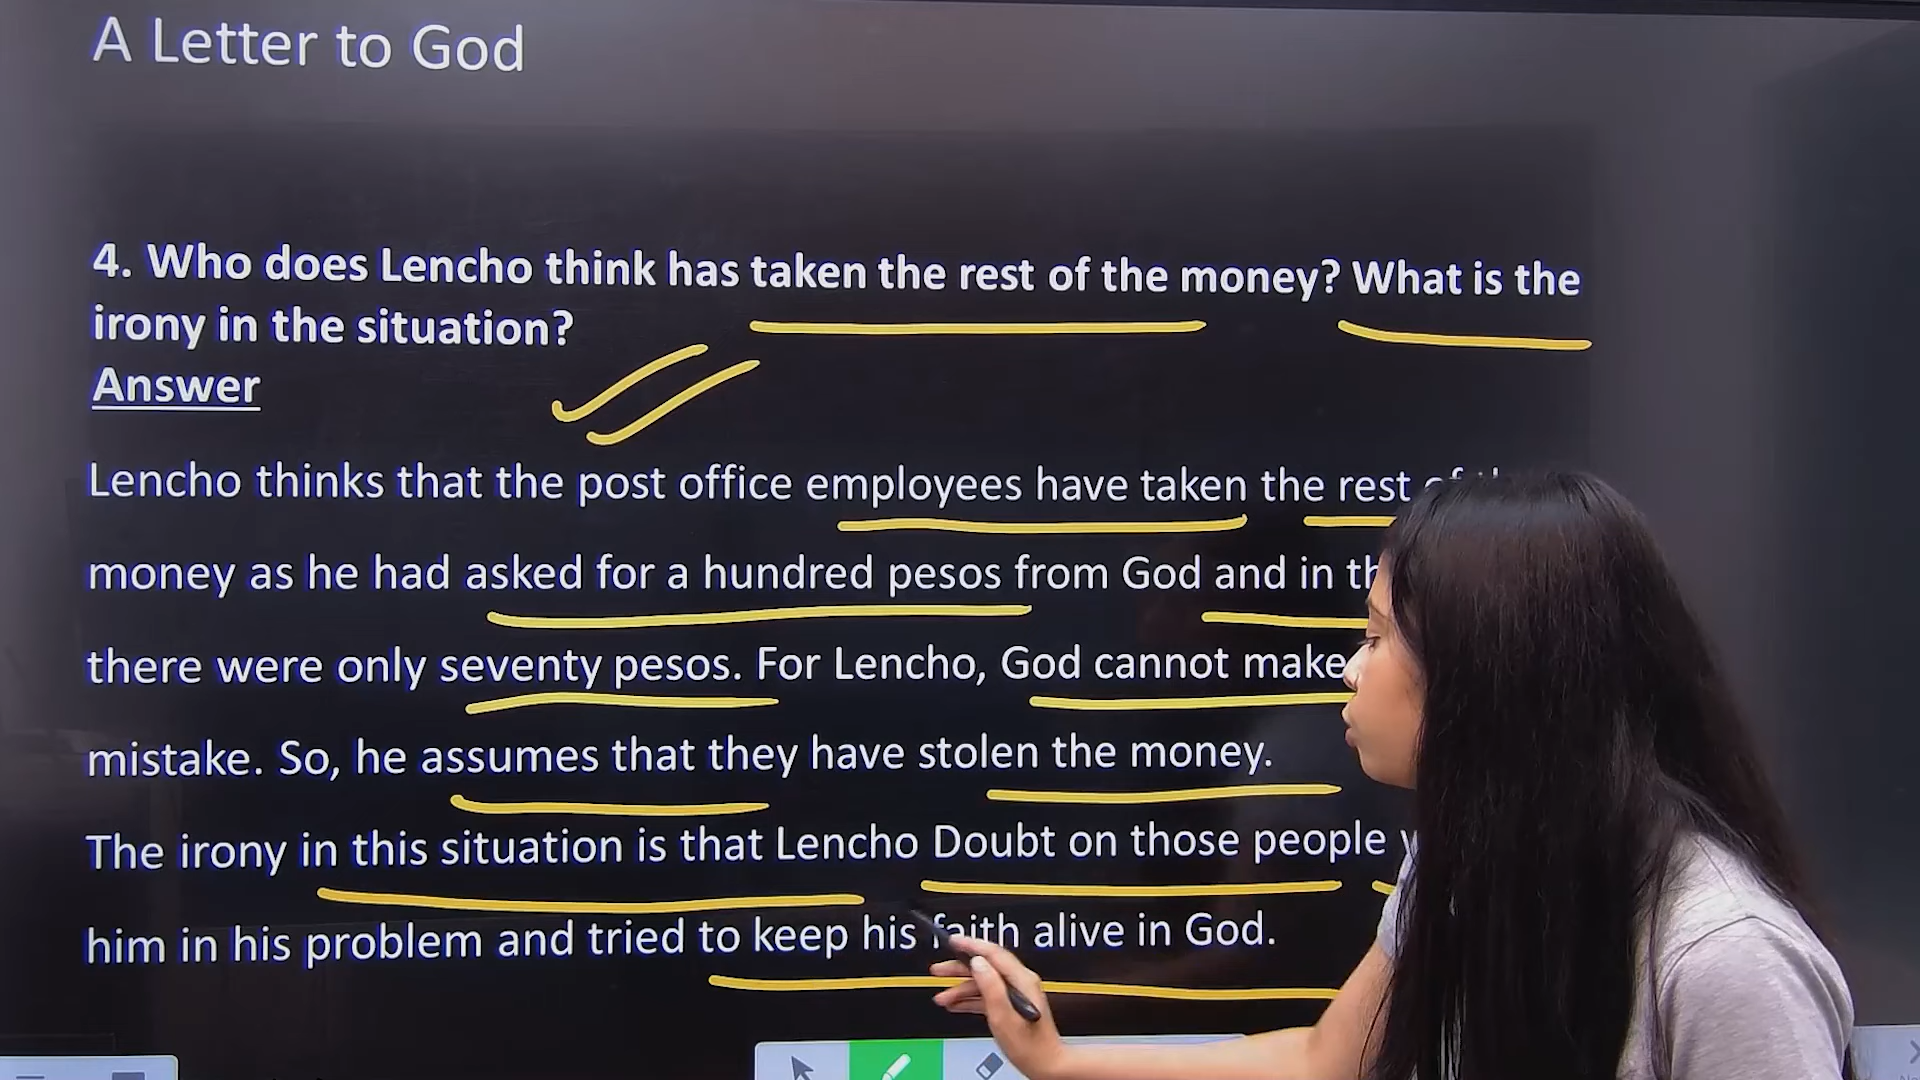 A Letter to God
4. Who does Lencho think has taken the rest of the money? What is the
irony in the situation?
Answer
Lencho thinks that the post office employees have taken the rest of
money as he had asked for a hundred pesos from God and in
there were only seventy pesos. For Lencho, God cannot make
mistake. So, he assumes that they have stolen the money.
The irony in this situation is that Lencho Doubt on those people
him in his problem and tried to keep his faith alive in God.